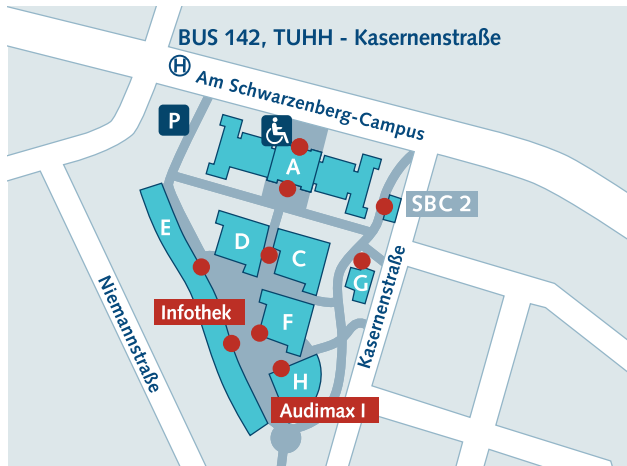 BUS 142, TUHH - Kasernenstraße
H
Am Schwarzenberg-Campus
P
A
SBC 2
E
D
C
G
Infothek
F
Niemannstraße
Kasernenstraße
H
Audimax I